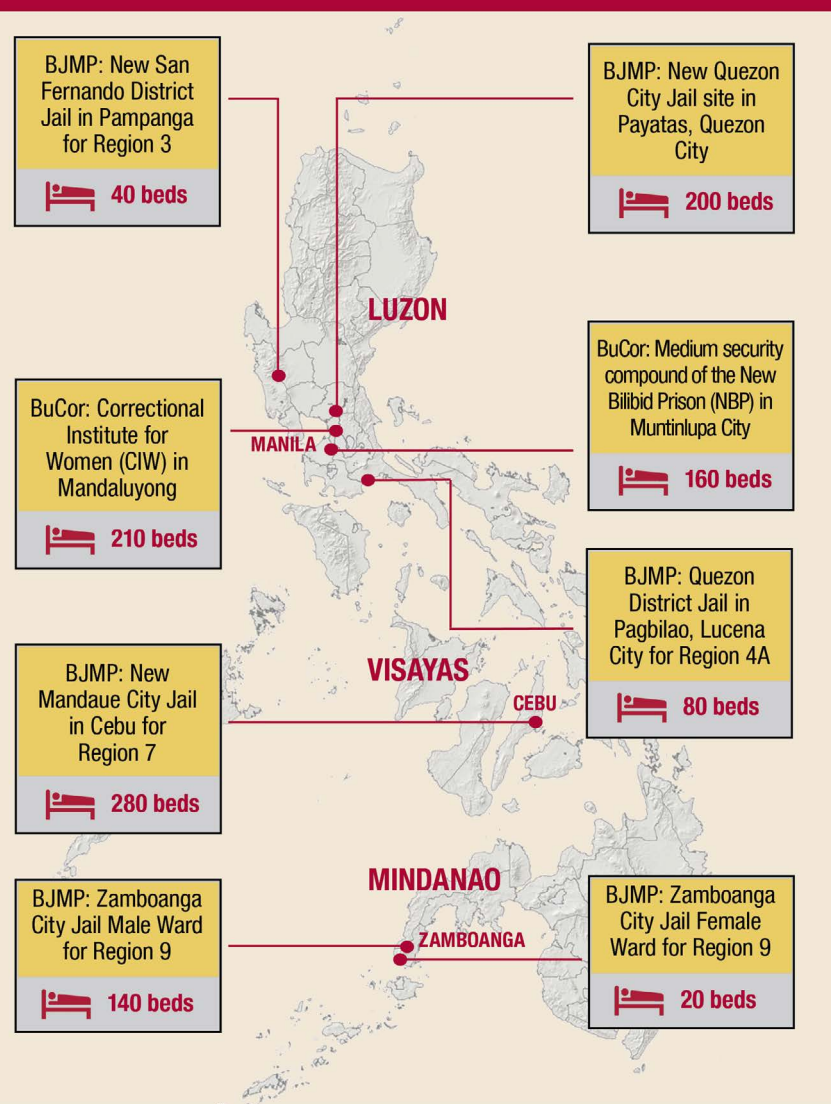 BJMP: New San
Fernando District
Jail in Pampanga
for Region 3
40 beds
BJMP: New Quezon
City Jail site in
Payatas, Quezon
City
200 beds
LUZON
BuCor: Correctional
Institute for
Women (CIW) in
Mandaluyong
210 beds
MANILA
BuCor: Medium security
compound of the New
Bilibid Prison (NBP) in
Muntinlupa City
160 beds
BJMP: Quezon
District Jail in
Pagbilao, Lucena
City for Region 4A
80 beds
BJMP: New
Mandaue City Jail
in Cebu for
Region 7
280 beds
VISAYAS
CEBU
MINDANAO
BJMP: Zamboanga
City Jail Male Ward
for Region 9
140 beds
ZAMBOANGA
BJMP: Zamboanga
City Jail Female
Ward for Region 9
20 beds